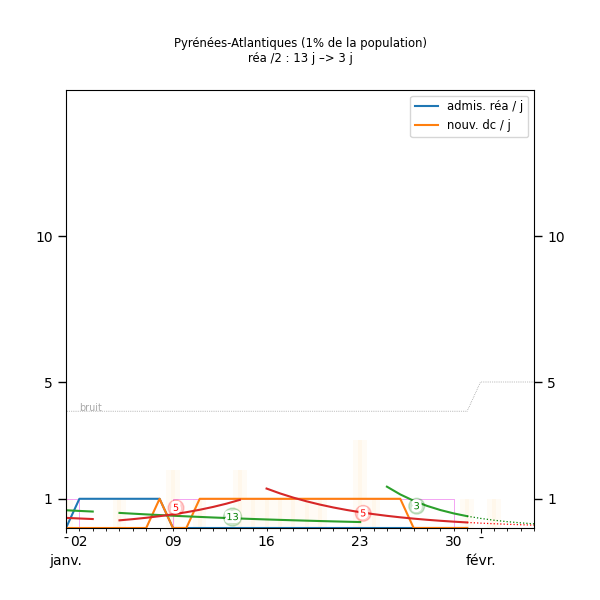 Pyrénées-Atlantiques (1% de la population)
réa /2 : 13 j –> 3 j
admis. réa / j
nouv. dc / j
10 10
5 5
bruit
1 1
5 13 5 3
- 02 09 16 23 30 -
janv. févr.